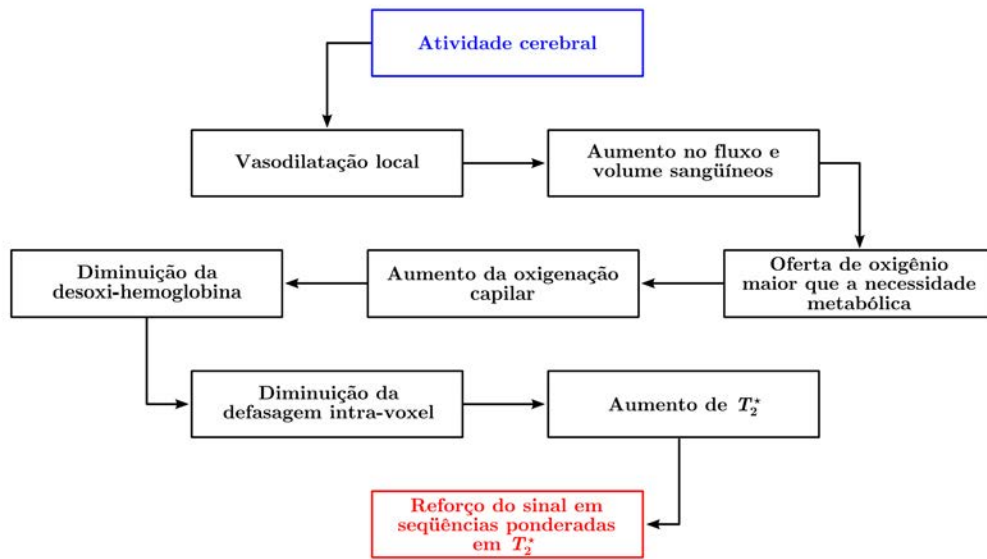 Atividade cerebral
Vasodilatação local
Aumento no fluxo e
volume sangüíneos
Oferta de oxigênio
maior que a necessidade
metabólica
Aumento da oxigenação
capilar
Diminuição da
desoxi-hemoglobina
Diminuição da
defasagem intra-voxel
Aumento de T₂*
Reforço do sinal em
seqüências ponderadas
em T₂*